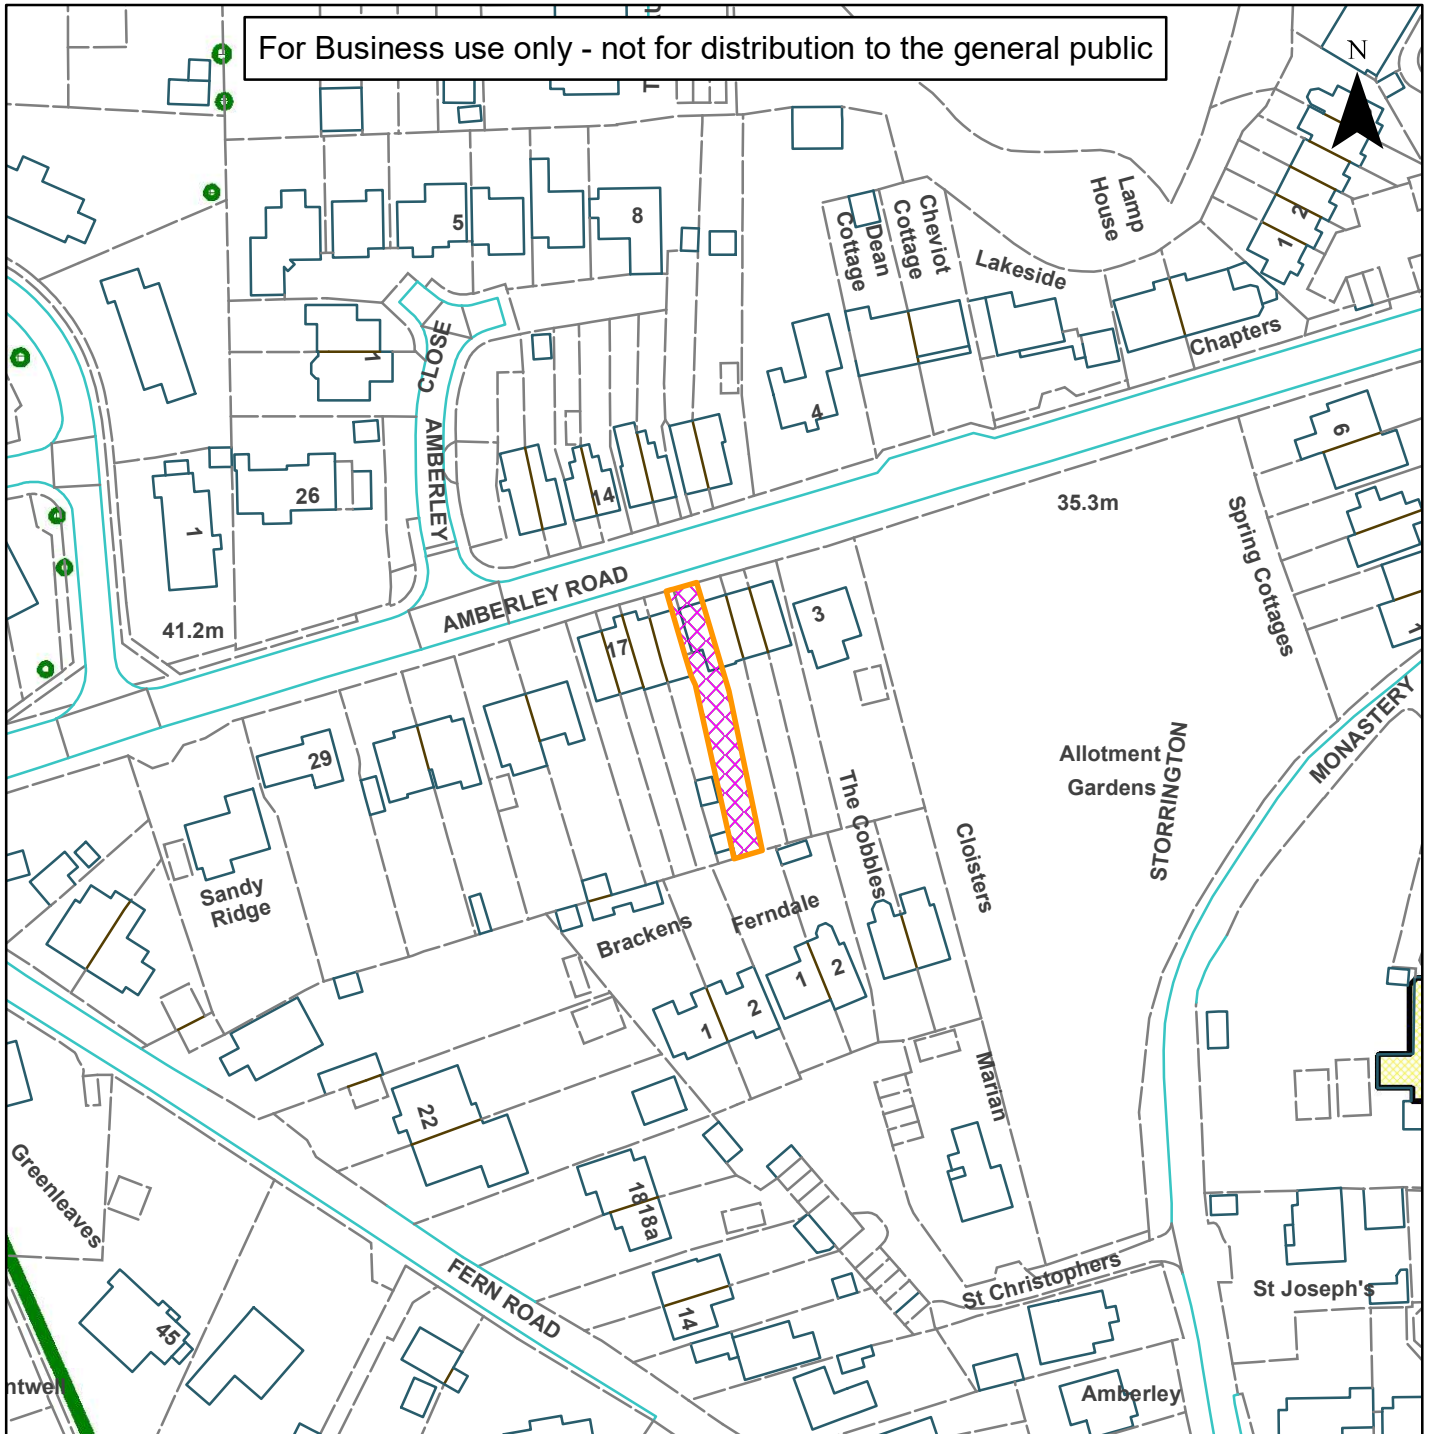 For Business use only - not for distribution to the general public
N
Lamp
House
Cheviot
Cottage
Dean
Cottage
Lakeside
Chapters
2
1
5
8
1
CLOSE
AMBERLEY
4
6
26
14
1
35.3m
Spring Cottages
AMBERLEY ROAD
41.2m
17
3
1
29
Allotment
Gardens
STORRINGTON
MONASTERY
The Cobbles
Cloisters
Sandy
Ridge
Brackens
Ferndale
1
2
1
2
Marian
22
Greenleaves
18
18a
FERN ROAD
St Christophers
St Joseph's
14
45
ntwell
Amberley